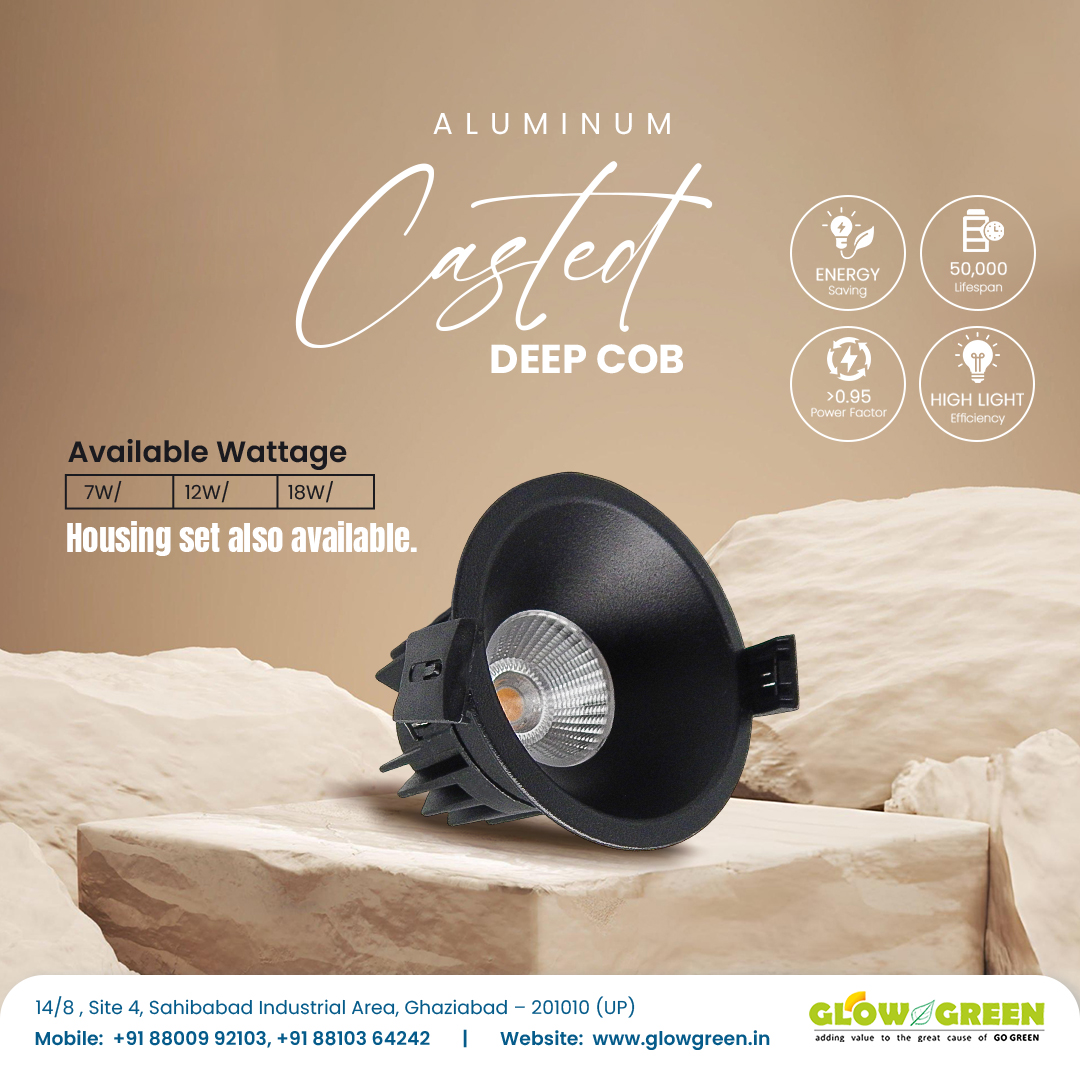 ALUMINUM
Casted
DEEP COB
ENERGY
Saving
50,000
Lifespan
>0.95
Power Factor
HIGH LIGHT
Efficiency
Available Wattage
7W/ 12W/ 18W/
Housing set also available.
14/8 , Site 4, Sahibabad Industrial Area, Ghaziabad – 201010 (UP)
Mobile: +91 88009 92103, +91 88103 64242 | Website: www.glowgreen.in
GLOW GREEN
adding value to the great cause of GO GREEN